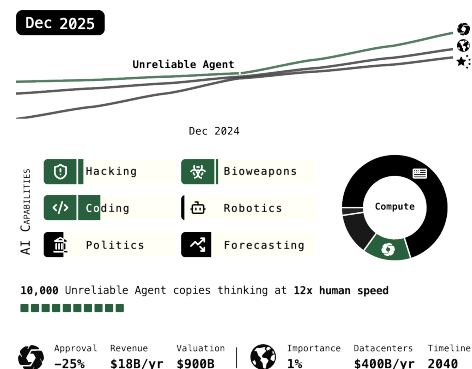 Dec 2025
Unreliable Agent
Dec 2024
AI Capabilities
Hacking
Bioweapons
Coding
Robotics
Politics
Forecasting
Compute
10,000 Unreliable Agent copies thinking at 12x human speed
Approval Revenue Valuation Importance Datacenters Timeline
−25% $18B/yr $900B 1% $400B/yr 2040